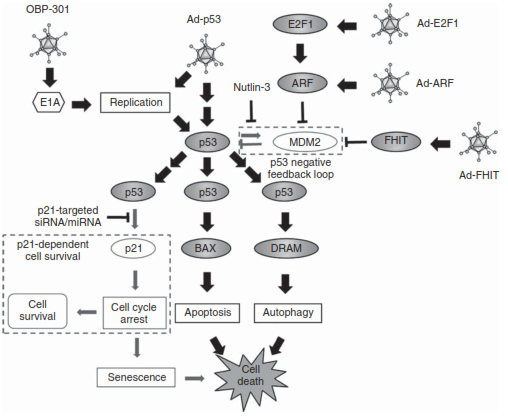 OBP-301
Ad-p53
E2F1
Ad-E2F1
Nutlin-3
ARF
Ad-ARF
E1A
Replication
p53
MDM2
FHIT
Ad-FHIT
p53 negative
feedback loop
p53
p53
p53
p21-targeted
siRNA/miRNA
p21-dependent
cell survival
p21
BAX
DRAM
Cell
survival
Cell cycle
arrest
Apoptosis
Autophagy
Senescence
Cell
death